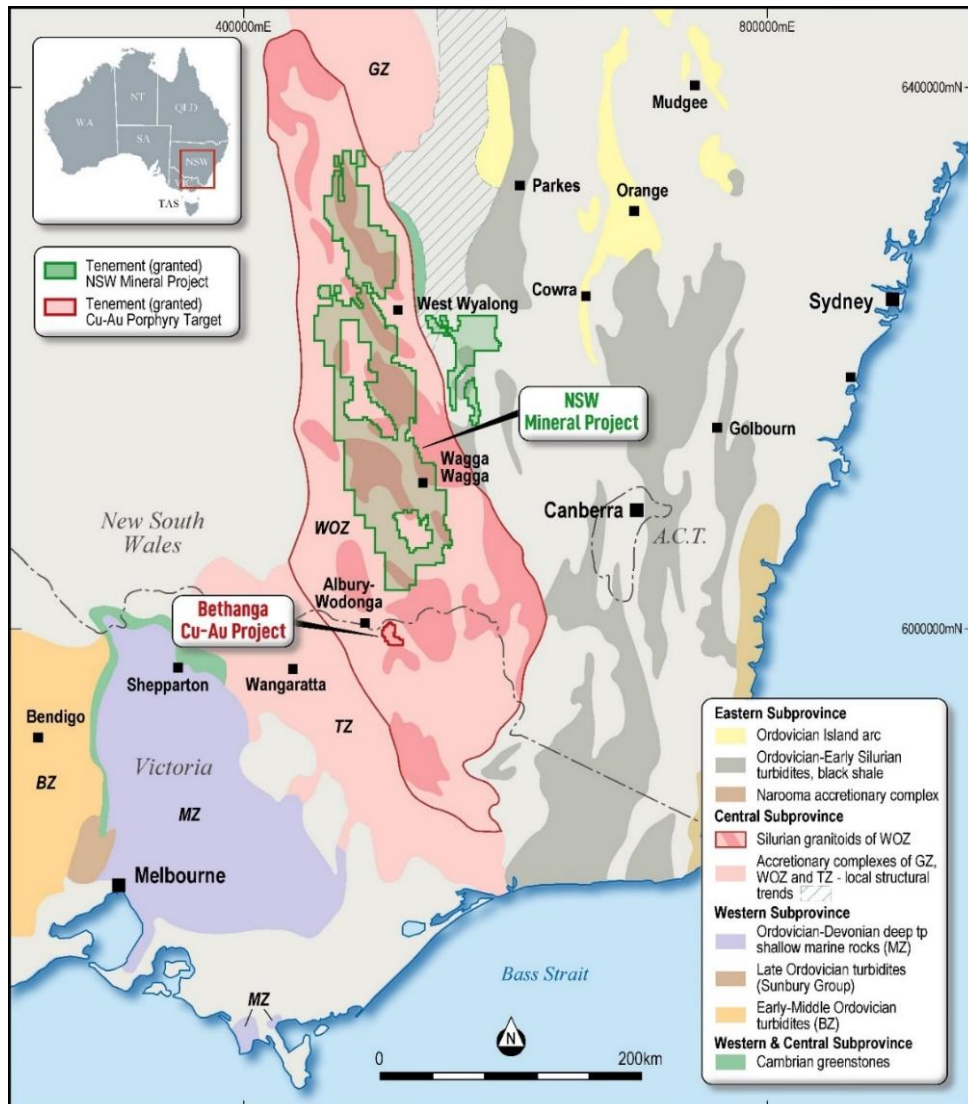 400000mE
800000mE
6400000mN
6000000mN
WA
NT
QLD
SA
NSW
TAS
Tenement (granted)
NSW Mineral Project
Tenement (granted)
Cu-Au Porphyry Target
GZ
Mudgee
Parkes
Orange
Cowra
West Wyalong
Sydney
NSW
Mineral Project
Golbourn
Wagga
Wagga
Canberra
A.C.T.
New South
Wales
WOZ
Albury-
Wodonga
Bethanga
Cu-Au Project
Shepparton
Wangaratta
Bendigo
BZ
Victoria
MZ
TZ
Melbourne
MZ
Bass Strait
N
0
200km
Eastern Subprovince
Ordovician Island arc
Ordovician-Early Silurian
turbidites, black shale
Narooma accretionary complex
Central Subprovince
Silurian granitoids of WOZ
Accretionary complexes of GZ,
WOZ and TZ - local structural
trends
Western Subprovince
Ordovician-Devonian deep tp
shallow marine rocks (MZ)
Late Ordovician turbidites
(Sunbury Group)
Early-Middle Ordovician
turbidites (BZ)
Western & Central Subprovince
Cambrian greenstones